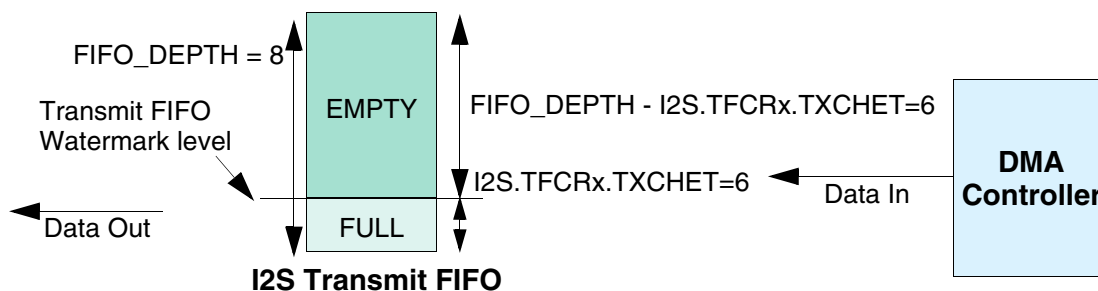 FIFO_DEPTH = 8
Transmit FIFO
Watermark level
EMPTY
FIFO_DEPTH - I2S.TFCRx.TXCHET=6
I2S.TFCRx.TXCHET=6
FULL
Data Out
I2S Transmit FIFO
Data In
DMA
Controller